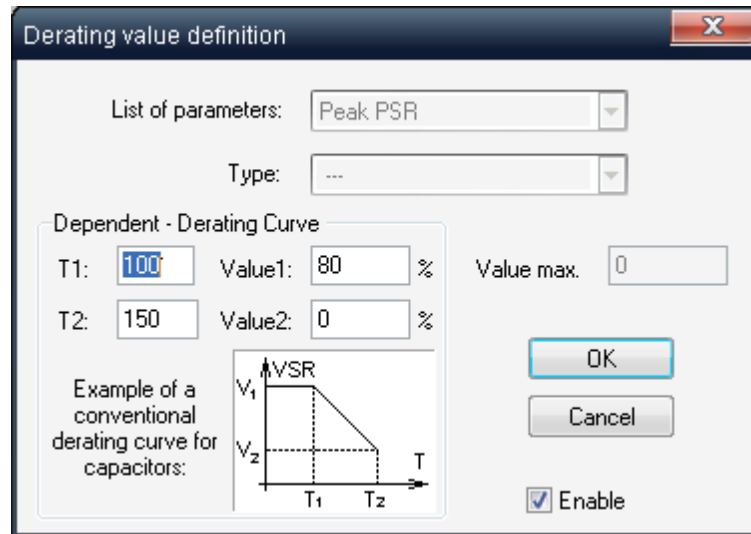 Derating value definition
List of parameters: Peak PSR
Type: ---
Dependent - Derating Curve
T1: 100 Value1: 80 % Value max. 0
T2: 150 Value2: 0 %
OK
Cancel
Example of a
conventional
derating curve for
capacitors:
VSR
V₁
V₂
T
T₁ T₂
Enable